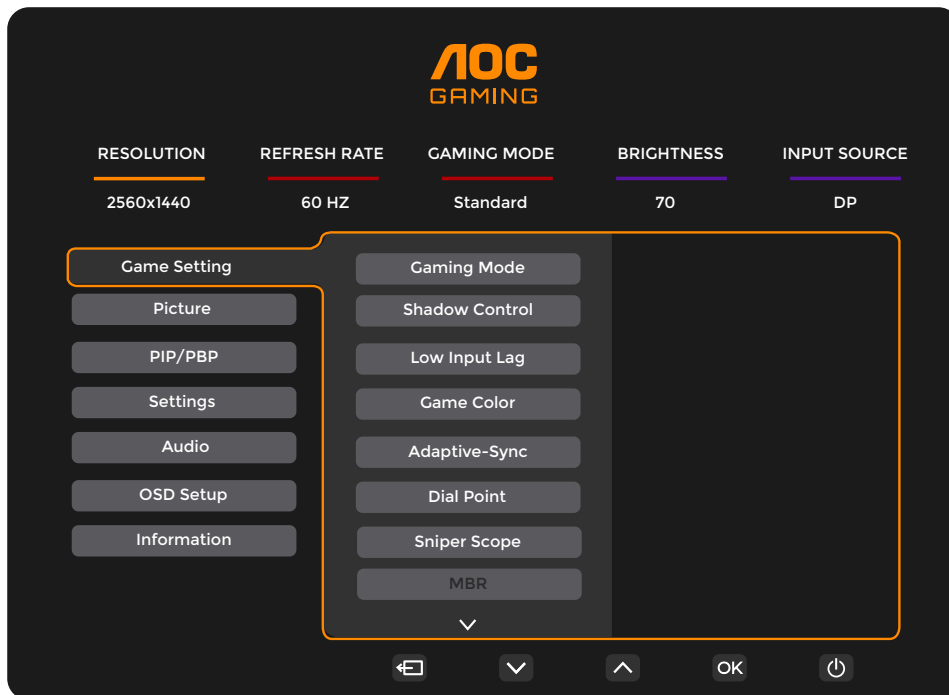 AOC
GAMING
RESOLUTION REFRESH RATE GAMING MODE BRIGHTNESS INPUT SOURCE
2560x1440 60 HZ Standard 70 DP
Game Setting
Picture
PIP/PBP
Settings
Audio
OSD Setup
Information
Gaming Mode
Shadow Control
Low Input Lag
Game Color
Adaptive-Sync
Dial Point
Sniper Scope
MBR
OK